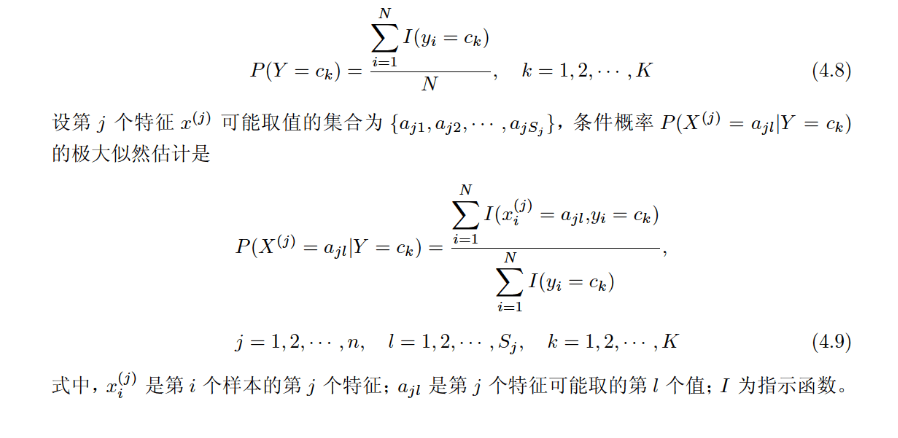 $$P(Y = c_k) = \frac{\sum_{i=1}^{N} I(y_i = c_k)}{N}, \quad k = 1, 2, \cdots, K \tag{4.8}$$
设第 $j$ 个特征 $x^{(j)}$ 可能取值的集合为 $\{a_{j1}, a_{j2}, \cdots, a_{jS_j}\}$，条件概率 $P(X^{(j)} = a_{jl}|Y = c_k)$
的极大似然估计是
$$P(X^{(j)} = a_{jl}|Y = c_k) = \frac{\sum_{i=1}^{N} I(x_i^{(j)} = a_{jl}, y_i = c_k)}{\sum_{i=1}^{N} I(y_i = c_k)},$$
$$j = 1, 2, \cdots, n, \quad l = 1, 2, \cdots, S_j, \quad k = 1, 2, \cdots, K \tag{4.9}$$
式中，$x_i^{(j)}$ 是第 $i$ 个样本的第 $j$ 个特征；$a_{jl}$ 是第 $j$ 个特征可能取的第 $l$ 个值；$I$ 为指示函数。